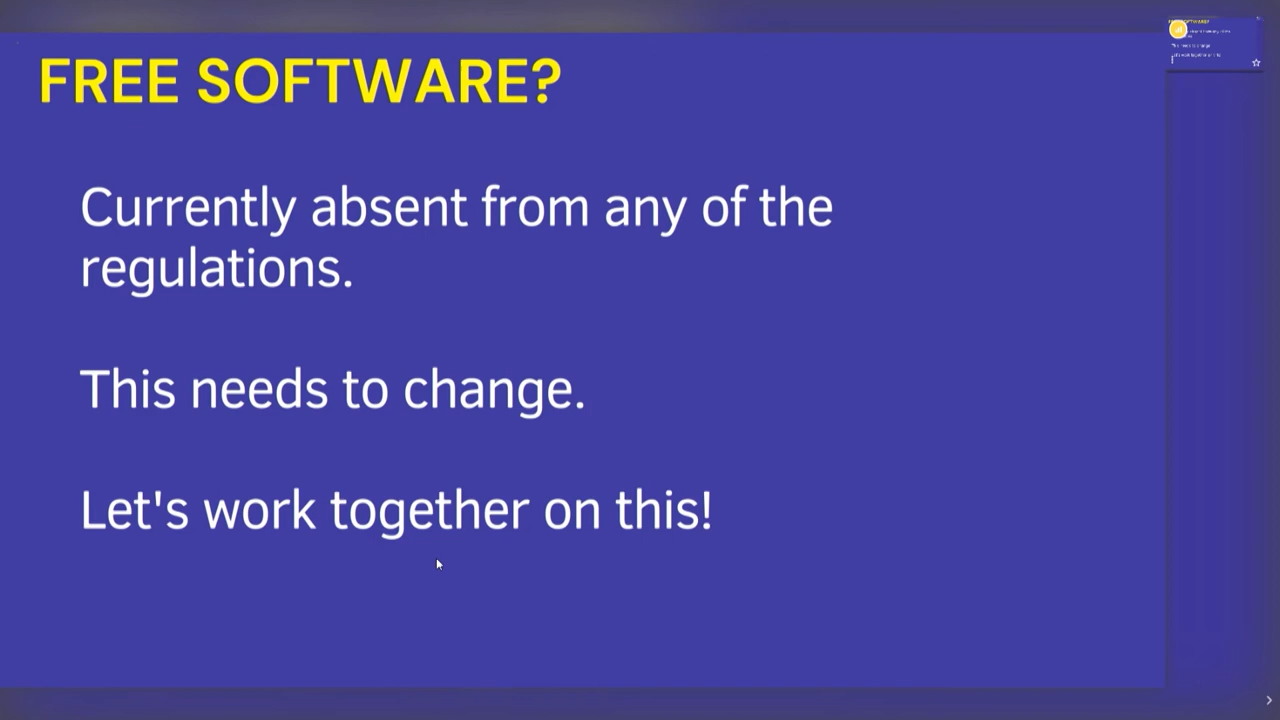 FREE SOFTWARE?
Currently absent from any of the
regulations.
This needs to change.
Let's work together on this!